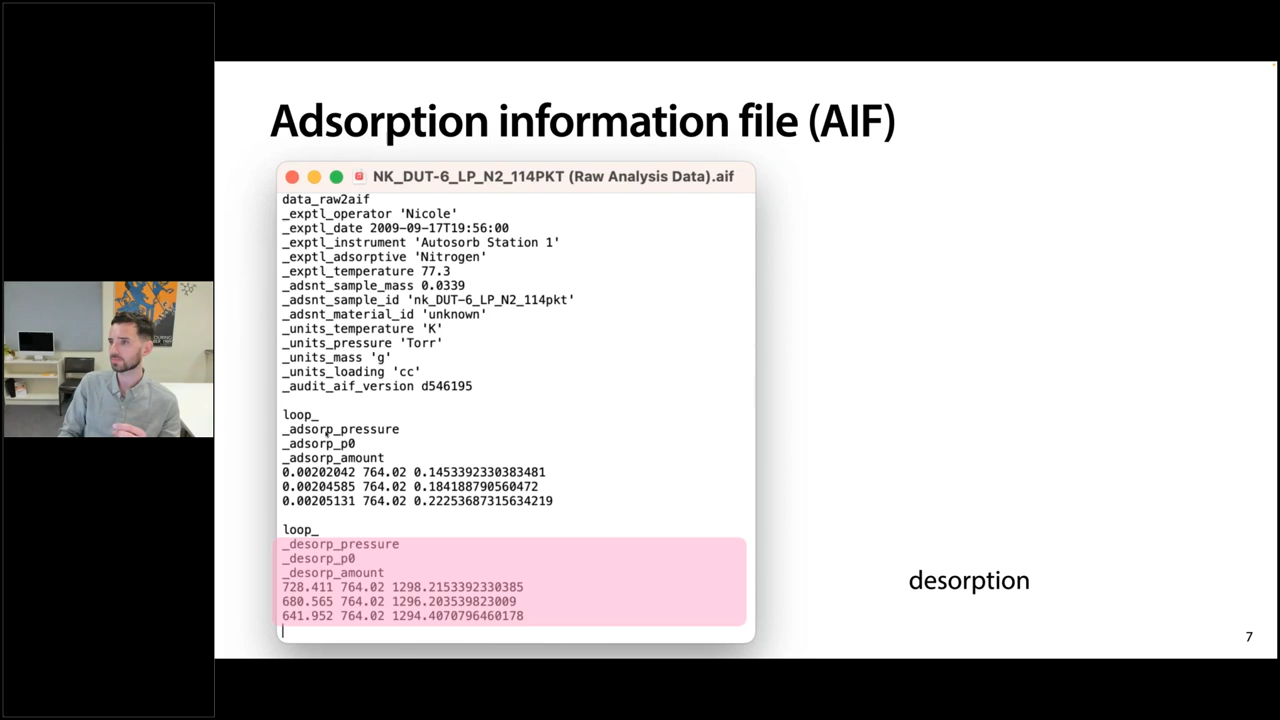 Adsorption information file (AIF)
NK_DUT-6_LP_N2_114PKT (Raw Analysis Data).aif
data_raw2aif
_exptl_operator 'Nicole'
_exptl_date 2009-09-17T19:56:00
_exptl_instrument 'Autosorb Station 1'
_exptl_adsorptive 'Nitrogen'
_exptl_temperature 77.3
_adsnt_sample_mass 0.0339
_adsnt_sample_id 'nk_DUT-6_LP_N2_114pkt'
_adsnt_material_id 'unknown'
_units_temperature 'K'
_units_pressure 'Torr'
_units_mass 'g'
_units_loading 'cc'
_audit_aif_version d546195
loop_
_adsorp_pressure
_adsorp_p0
_adsorp_amount
0.00202042 764.02 0.1453392330383481
0.00204585 764.02 0.184188790560472
0.00205131 764.02 0.22253687315634219
loop_
_desorp_pressure
_desorp_p0
_desorp_amount
728.411 764.02 1298.2153392330385
680.565 764.02 1296.203539823009
641.952 764.02 1294.4070796460178
desorption
7